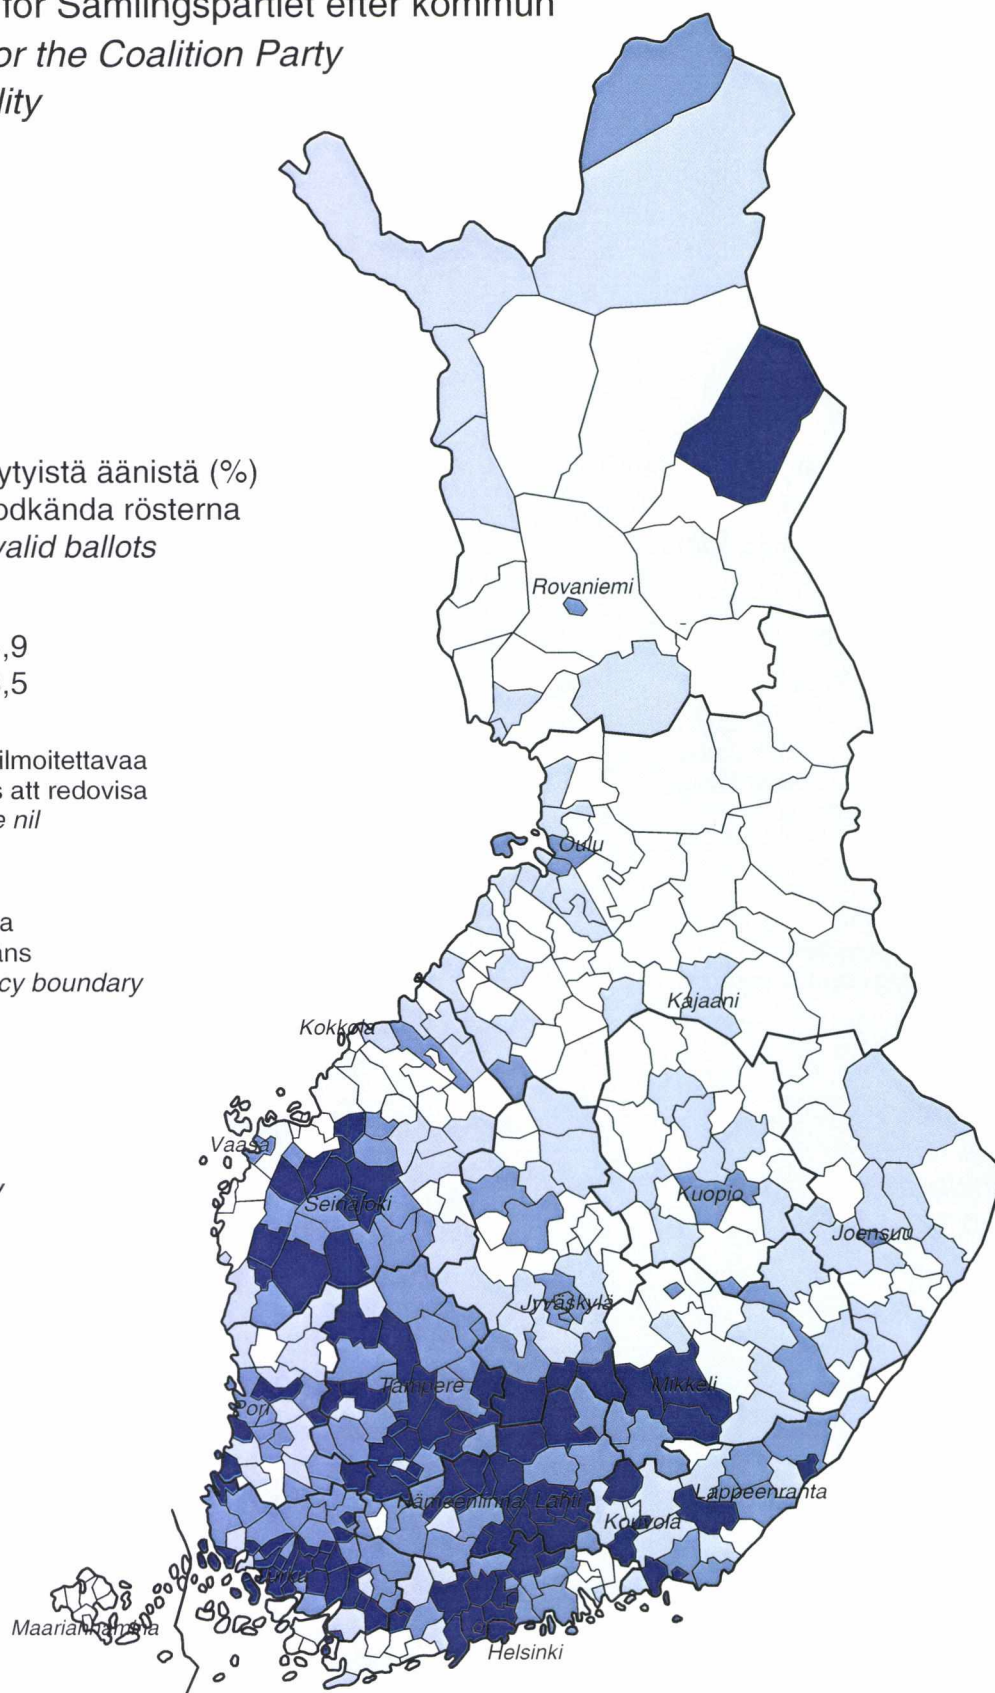 för Samlingspartiet efter kommun
or the Coalition Party
lity
ytyistä äänistä (%)
odkända rösterna
valid ballots
Rovaniemi
,9
,5
ilmoitettavaa
s att redovisa
e nil
Oulu
a
ans
cy boundary
Kajaani
Kokkola
Vaasa
y
Kuopio
Seinäjoki
Joensuu
Jyväskylä
Tampere
Mikkeli
Pori
Lappeenranta
Hämeenlinna
Lahti
Kouvola
Turku
Maarianhamina
Helsinki